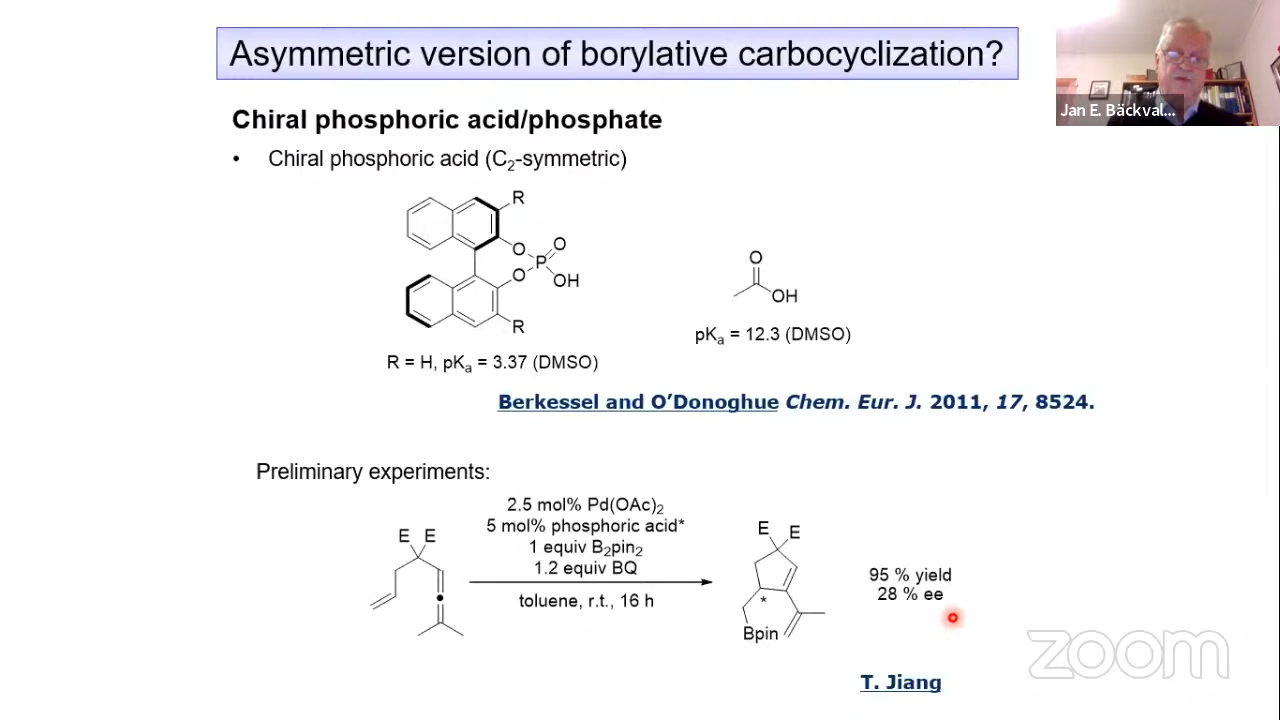 Asymmetric version of borylative carbocyclization?
Jan E. Bäckval...
Chiral phosphoric acid/phosphate
• Chiral phosphoric acid (C₂-symmetric)
R
O
O
P
O
OH
R
R = H, pKₐ = 3.37 (DMSO)
O
OH
pKₐ = 12.3 (DMSO)
Berkessel and O’Donoghue Chem. Eur. J. 2011, 17, 8524.
Preliminary experiments:
E E
2.5 mol% Pd(OAc)₂
5 mol% phosphoric acid*
1 equiv B₂pin₂
1.2 equiv BQ
toluene, r.t., 16 h
E E
*
Bpin
95 % yield
28 % ee
zoom
T. Jiang